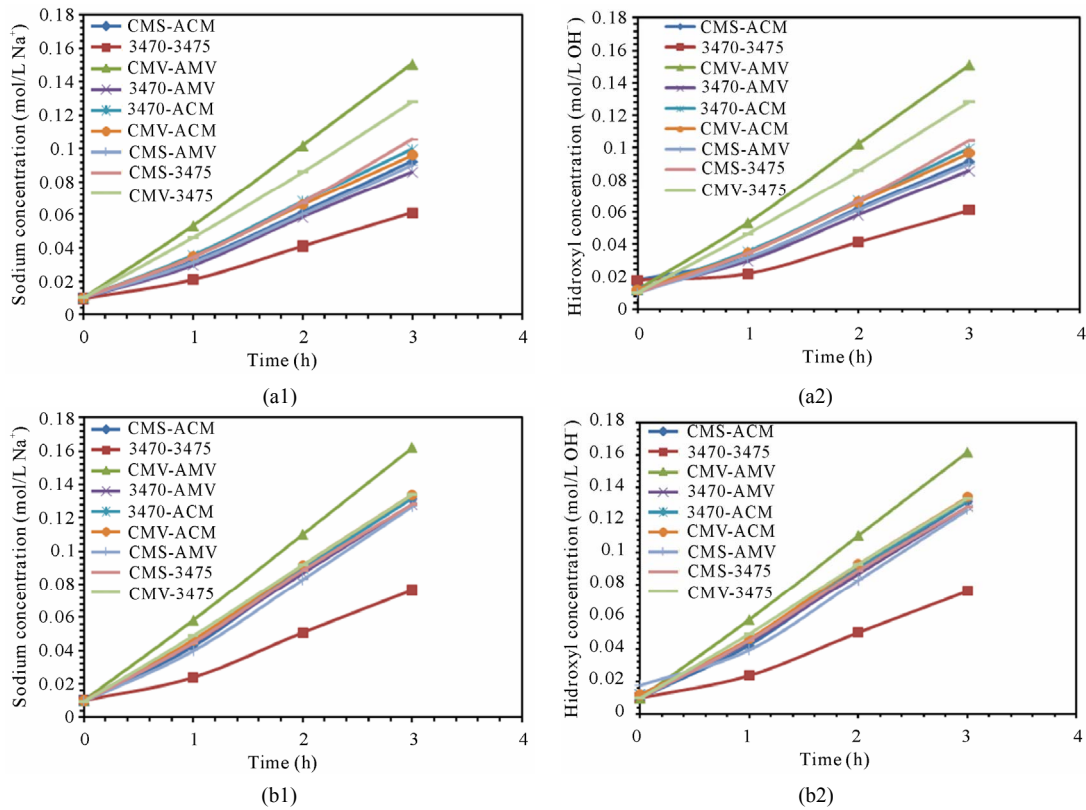 Sodium concentration (mol/L Na⁺)
0.18
0.16
0.14
0.12
0.1
0.08
0.06
0.04
0.02
0
CMS-ACM
3470-3475
CMV-AMV
3470-AMV
3470-ACM
CMV-ACM
CMS-AMV
CMS-3475
CMV-3475
0 1 2 3 4
Time (h)
(a1)
Hidroxyl concentration (mol/L OH⁻)
0.18
0.16
0.14
0.12
0.1
0.08
0.06
0.04
0.02
0
CMS-ACM
3470-3475
CMV-AMV
3470-AMV
3470-ACM
CMV-ACM
CMS-AMV
CMS-3475
CMV-3475
0 1 2 3 4
Time (h)
(a2)
Sodium concentration (mol/L Na⁺)
0.18
0.16
0.14
0.12
0.1
0.08
0.06
0.04
0.02
0
CMS-ACM
3470-3475
CMV-AMV
3470-AMV
3470-ACM
CMV-ACM
CMS-AMV
CMS-3475
CMV-3475
0 1 2 3 4
Time (h)
(b1)
Hidroxyl concentration (mol/L OH⁻)
0.18
0.16
0.14
0.12
0.1
0.08
0.06
0.04
0.02
0
CMS-ACM
3470-3475
CMV-AMV
3470-AMV
3470-ACM
CMV-ACM
CMS-AMV
CMS-3475
CMV-3475
0 1 2 3 4
Time (h)
(b2)